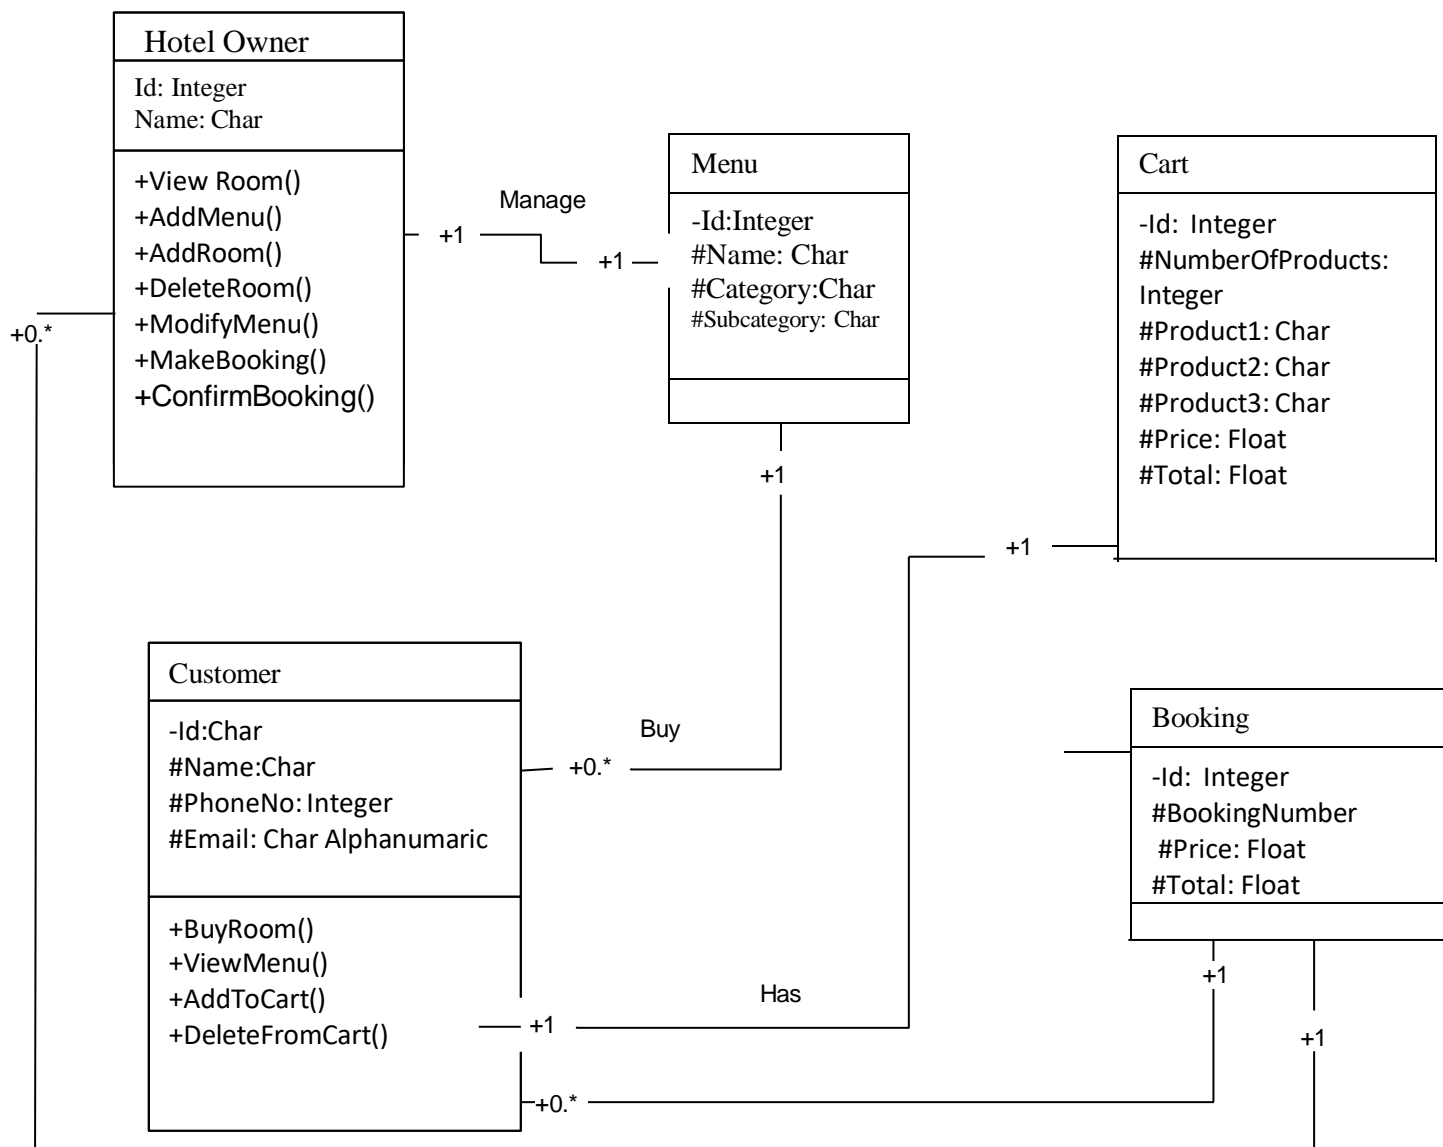 Hotel Owner
Id: Integer
Name: Char
+View Room()
+AddMenu()
+AddRoom()
+DeleteRoom()
+ModifyMenu()
+MakeBooking()
+ConfirmBooking()
+0.*
Manage
+1
+1
Menu
-Id:Integer
#Name: Char
#Category:Char
#Subcategory: Char
+1
Cart
-Id: Integer
#NumberOfProducts:
Integer
#Product1: Char
#Product2: Char
#Product3: Char
#Price: Float
#Total: Float
+1
Customer
-Id:Char
#Name:Char
#PhoneNo: Integer
#Email: Char Alphanumaric
+BuyRoom()
+ViewMenu()
+AddToCart()
+DeleteFromCart()
Buy
+0.*
Has
+1
+0.*
Booking
-Id: Integer
#BookingNumber
#Price: Float
#Total: Float
+1
+1